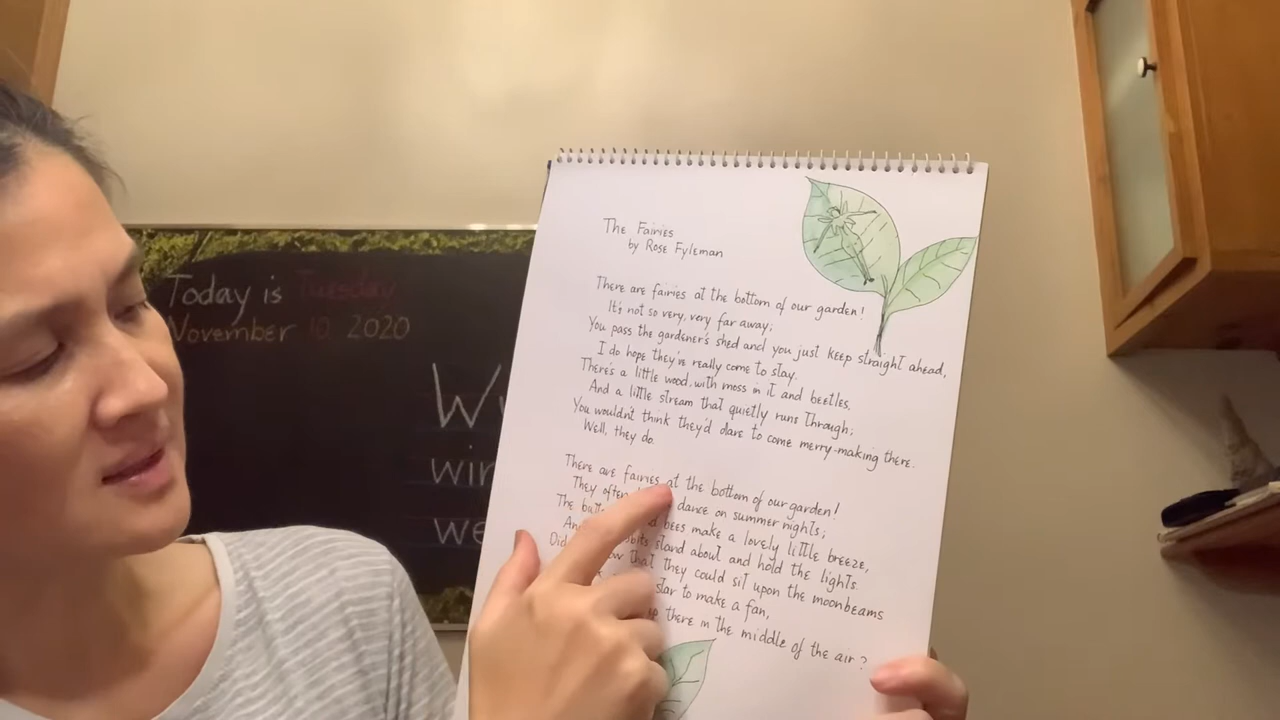 Today is Tuesday
November 10 2020
W
wi
we
The Fairies
by Rose Fyleman
There are fairies at the bottom of our garden!
It's not so very, very far away;
You pass the gardener's shed and you just keep straight ahead,
I do hope they've really come to stay.
There's a little wood, with moss in it and beetles,
And a little stream that quietly runs through;
You wouldn't think they'd dare to come merry-making there.
Well, they do.
There are fairies at the bottom of our garden!
They often dance on summer nights;
The bees make a lovely little breeze,
And stand about and hold the lights.
Did that they could sit upon the moonbeams
star to make a fan,
there in the middle of the air?